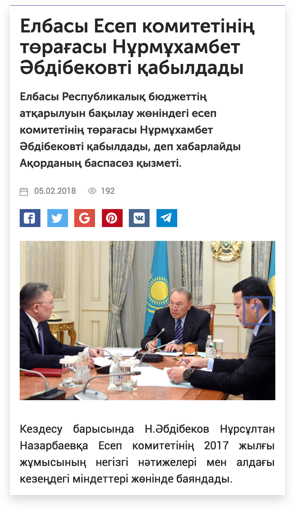 Елбасы Есеп комитетінің
төрағасы Нұрмұхамбет
Әбдібековті қабылдады
Елбасы Республикалық бюджеттің
атқарылуын бақылау жөніндегі есеп
комитетінің төрағасы Нұрмұхамбет
Әбдібековті қабылдады, деп хабарлайды
Ақорданың баспасөз қызметі.
05.02.2018 192
Кездесу барысында Н.Әбдібеков Нұрсұлтан
Назарбаевқа Есеп комитетінің 2017 жылғы
жұмысының негізгі нәтижелері мен алдағы
кезеңдегі міндеттері жөнінде баяндады.